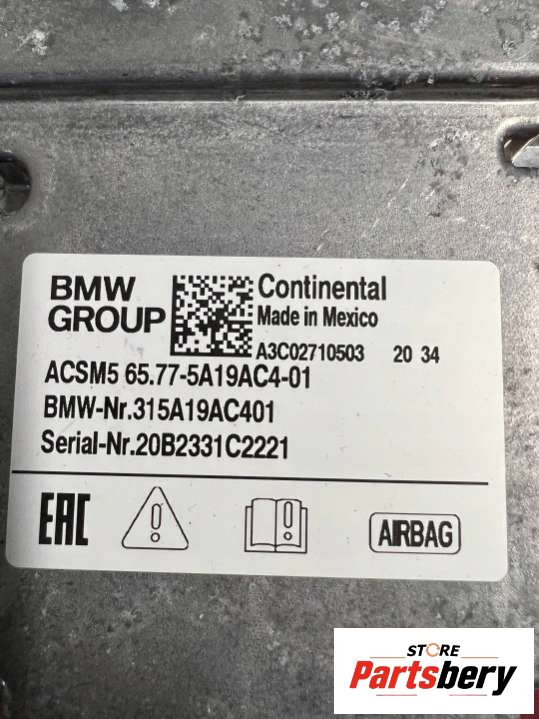 BMW GROUP
Continental
Made in Mexico
A3C02710503 20 34
ACSM5 65.77-5A19AC4-01
BMW-Nr.315A19AC401
Serial-Nr.20B2331C2221
EAC
AIRBAG
STORE
Partsbery